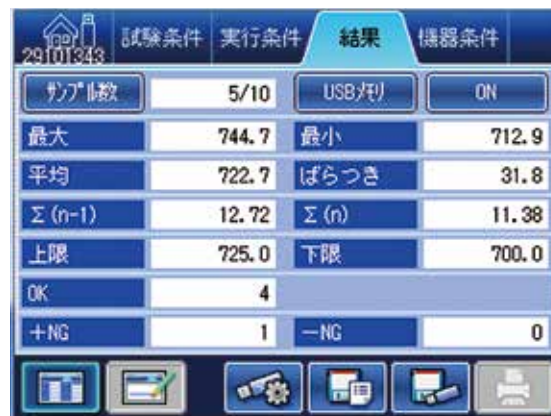 29101343
試験条件 実行条件 結果 機器条件
ｻﾝﾌﾟﾙ数 5/10 USBﾒﾓﾘ ON
最大 744.7 最小 712.9
平均 722.7 ばらつき 31.8
Σ(n-1) 12.72 Σ(n) 11.38
上限 725.0 下限 700.0
OK 4
+NG 1 -NG 0